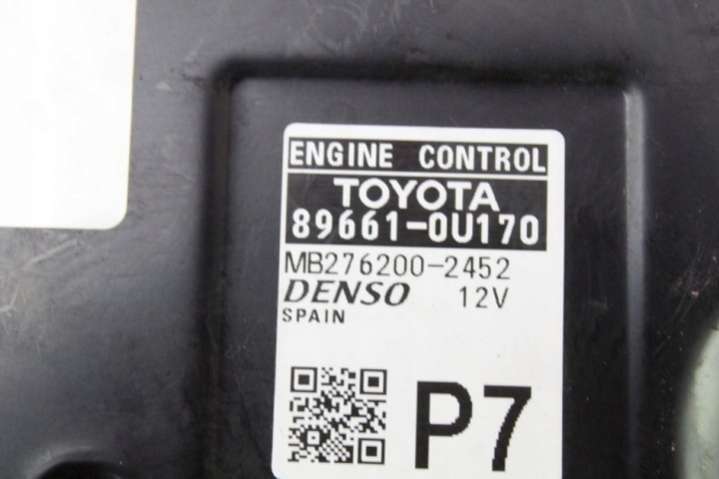 ENGINE CONTROL
TOYOTA
89661-0U170
MB276200-2452
DENSO 12V
SPAIN
P7